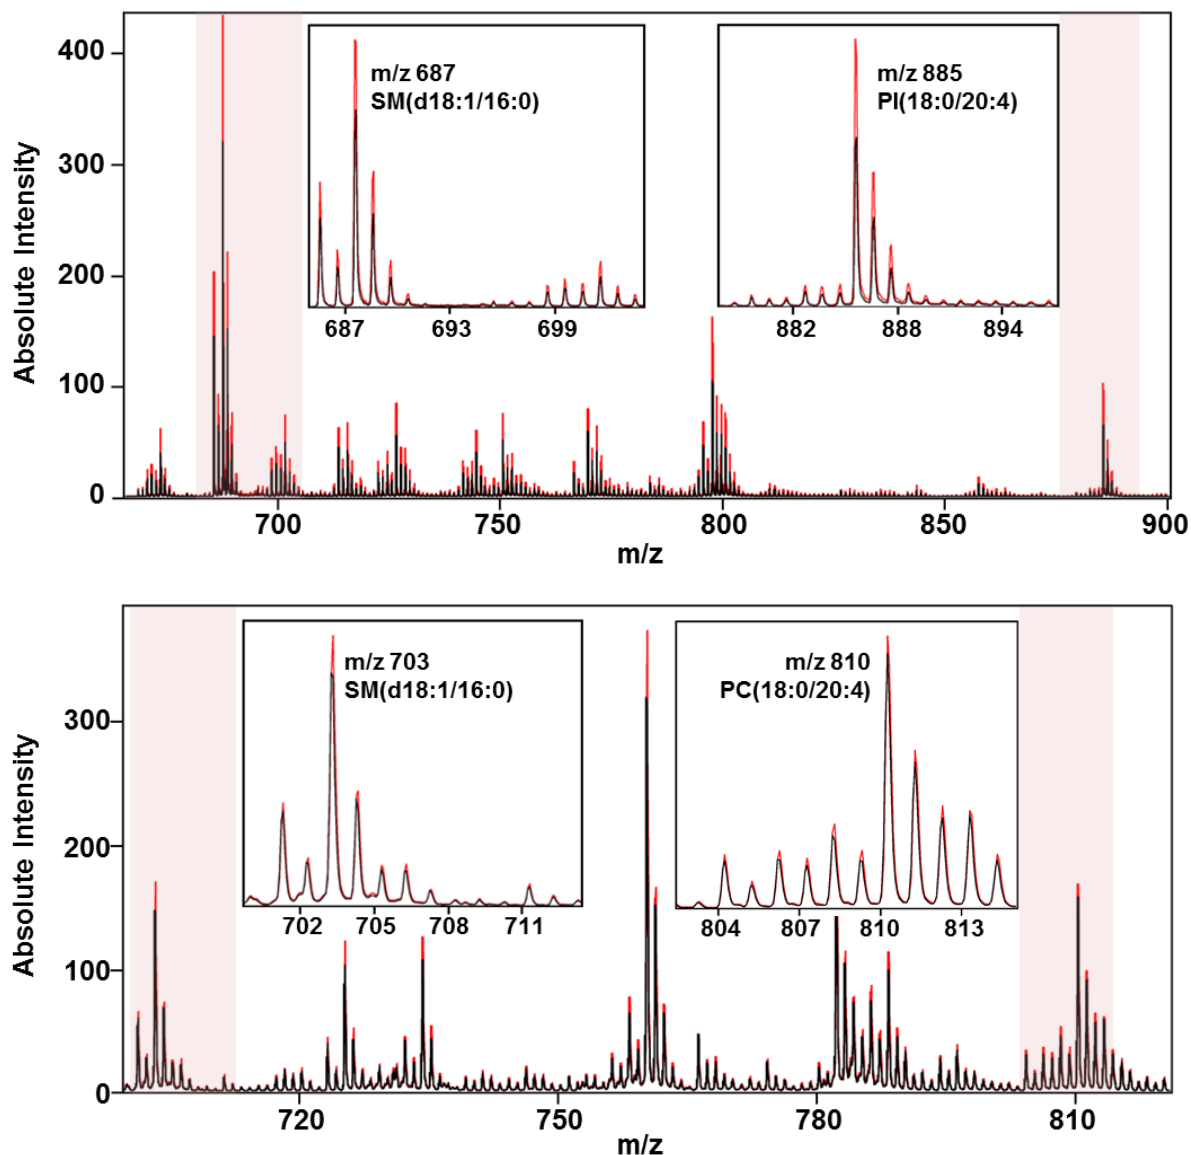 Absolute Intensity
400
300
200
100
0
m/z 687
SM(d18:1/16:0)
687
693
699
m/z 885
PI(18:0/20:4)
882
888
894
700
750
800
850
900
m/z
Absolute Intensity
300
200
100
0
m/z 703
SM(d18:1/16:0)
702
705
708
711
m/z 810
PC(18:0/20:4)
804
807
810
813
720
750
780
810
m/z